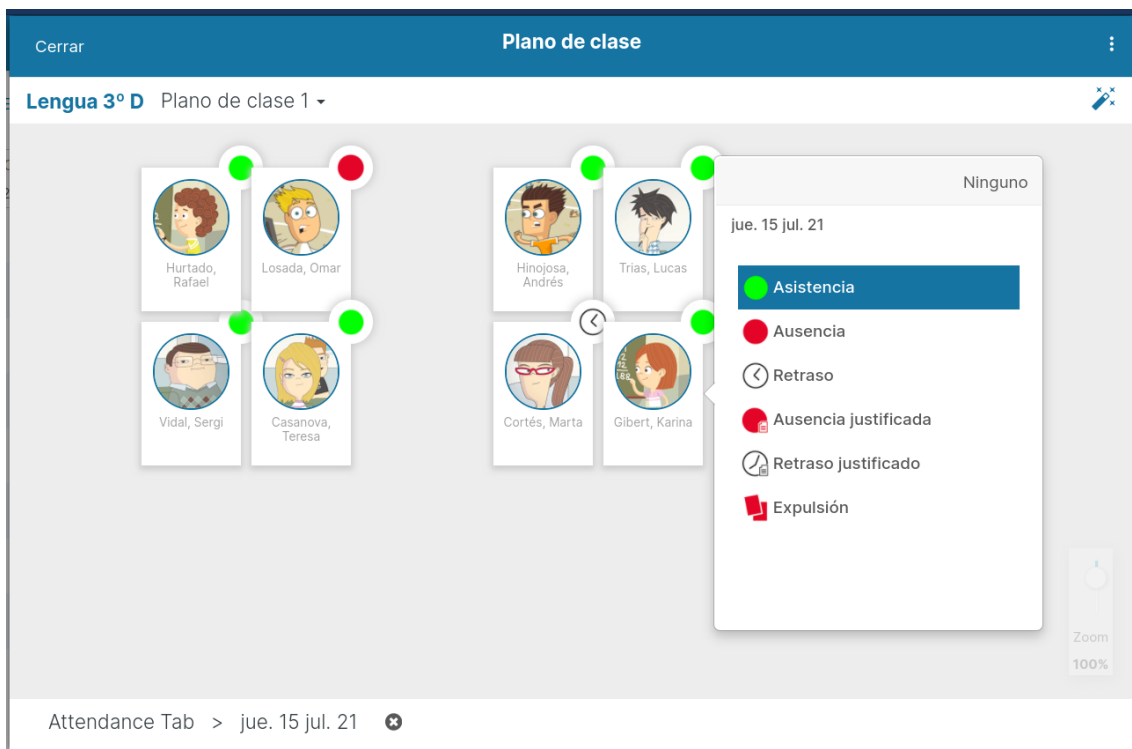 Cerrar
Plano de clase
Lengua 3º D Plano de clase 1
Hurtado,
Rafael
Losada, Omar
Hinojosa,
Andrés
Trias, Lucas
Vidal, Sergi
Casanova,
Teresa
Cortés, Marta
Gibert, Karina
Ninguno
jue. 15 jul. 21
Asistencia
Ausencia
Retraso
Ausencia justificada
Retraso justificado
Expulsión
Zoom
100%
Attendance Tab > jue. 15 jul. 21